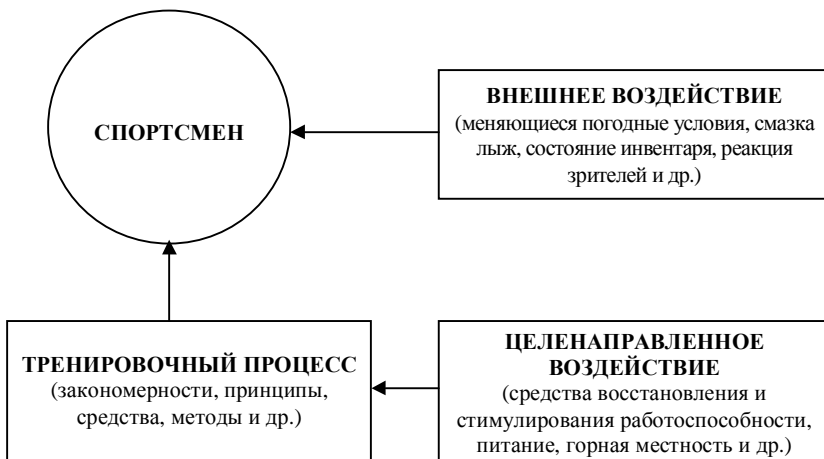 СПОРТСМЕН
ВНЕШНЕЕ ВОЗДЕЙСТВИЕ
(меняющиеся погодные условия, смазка
лыж, состояние инвентаря, реакция
зрителей и др.)
ТРЕНИРОВОЧНЫЙ ПРОЦЕСС
(закономерности, принципы,
средства, методы и др.)
ЦЕЛЕНАПРАВЛЕННОЕ
ВОЗДЕЙСТВИЕ
(средства восстановления и
стимулирования работоспособности,
питание, горная местность и др.)